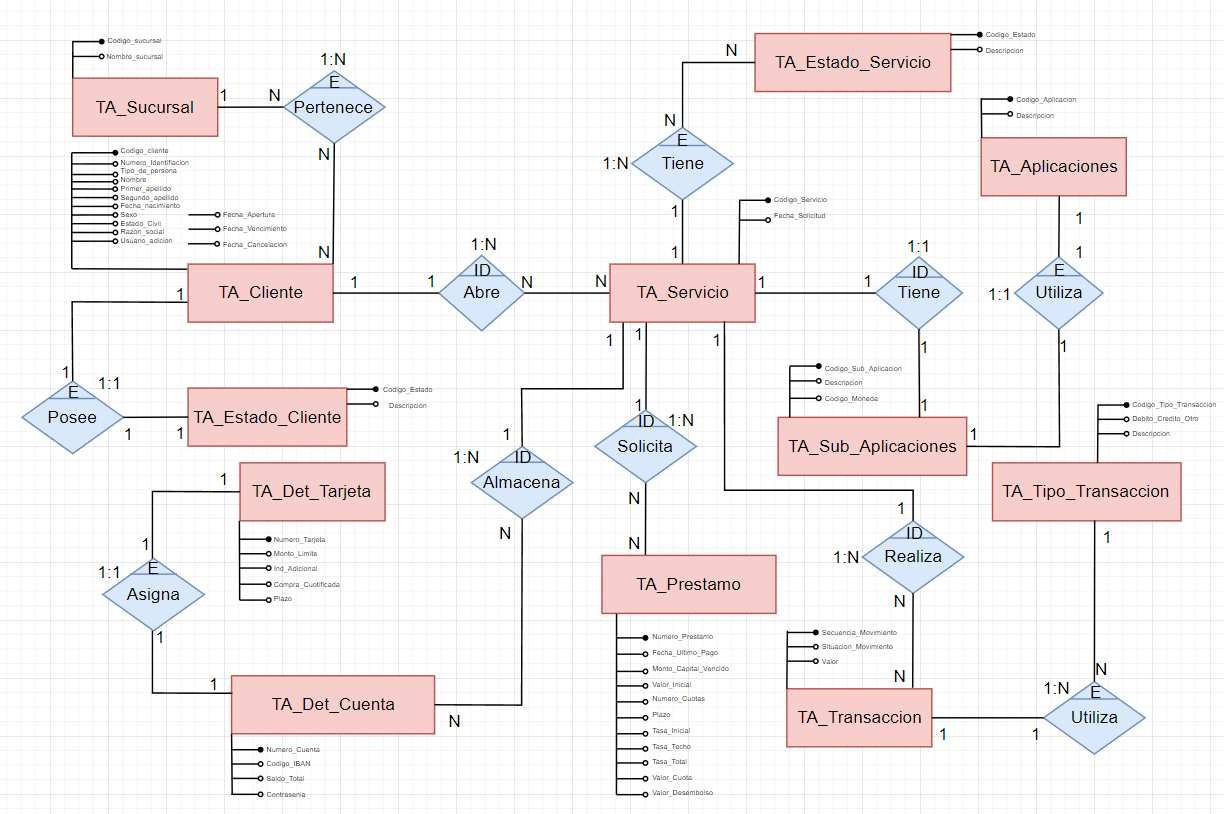 Codigo_sucursal
Nombre_sucursal
TA_Sucursal
1
N
1:N
E
Pertenece
N
N
Codigo_cliente
Numero_Identifiacion
Tipo_de_persona
Nombre
Primer_apellido
Segundo_apellido
Fecha_nacimiento
Sexo
Estado_Civil
Razon_social
Usuario_adicion
Fecha_Apertura
Fecha_Vencimiento
Fecha_Cancelacion
TA_Cliente
1
1
1:N
ID
Abre
N
N
TA_Servicio
Codigo_Servicio
Fecha_Solicitud
1
1
N
1:N
E
Tiene
N
TA_Estado_Servicio
Codigo_Estado
Descripcion
Codigo_Aplicacion
Descripcion
TA_Aplicaciones
1
1
1:1
E
Utiliza
1
1
1
1:1
ID
Tiene
1
1
Codigo_Sub_Aplicacion
Descripcion
Codigo_Moneda
TA_Sub_Aplicaciones
1
1
1
1:1
E
Posee
1
1
TA_Estado_Cliente
Codigo_Estado
Descripcion
1
1
1:N
ID
Almacena
N
N
1
1
1:N
ID
Solicita
N
N
TA_Prestamo
Numero_Prestamo
Fecha_Ultimo_Pago
Monto_Capital_Vencido
Valor_Inicial
Numero_Cuotas
Plazo
Tasa_Inicial
Tasa_Techo
Tasa_Total
Valor_Cuota
Valor_Desembolso
1
TA_Det_Tarjeta
Numero_Tarjeta
Monto_Limite
Ind_Adicional
Compra_Cuotificada
Plazo
1
1:1
E
Asigna
1
1
TA_Det_Cuenta
Numero_Cuenta
Codigo_IBAN
Saldo_Total
Contrasenia
1
1
1:N
ID
Realiza
N
N
Secuencia_Movimiento
Situacion_Movimiento
Valor
TA_Transaccion
1
1
1:N
E
Utiliza
N
1
TA_Tipo_Transaccion
Codigo_Tipo_Transaccion
Debito_Credito_Otro
Descripcion